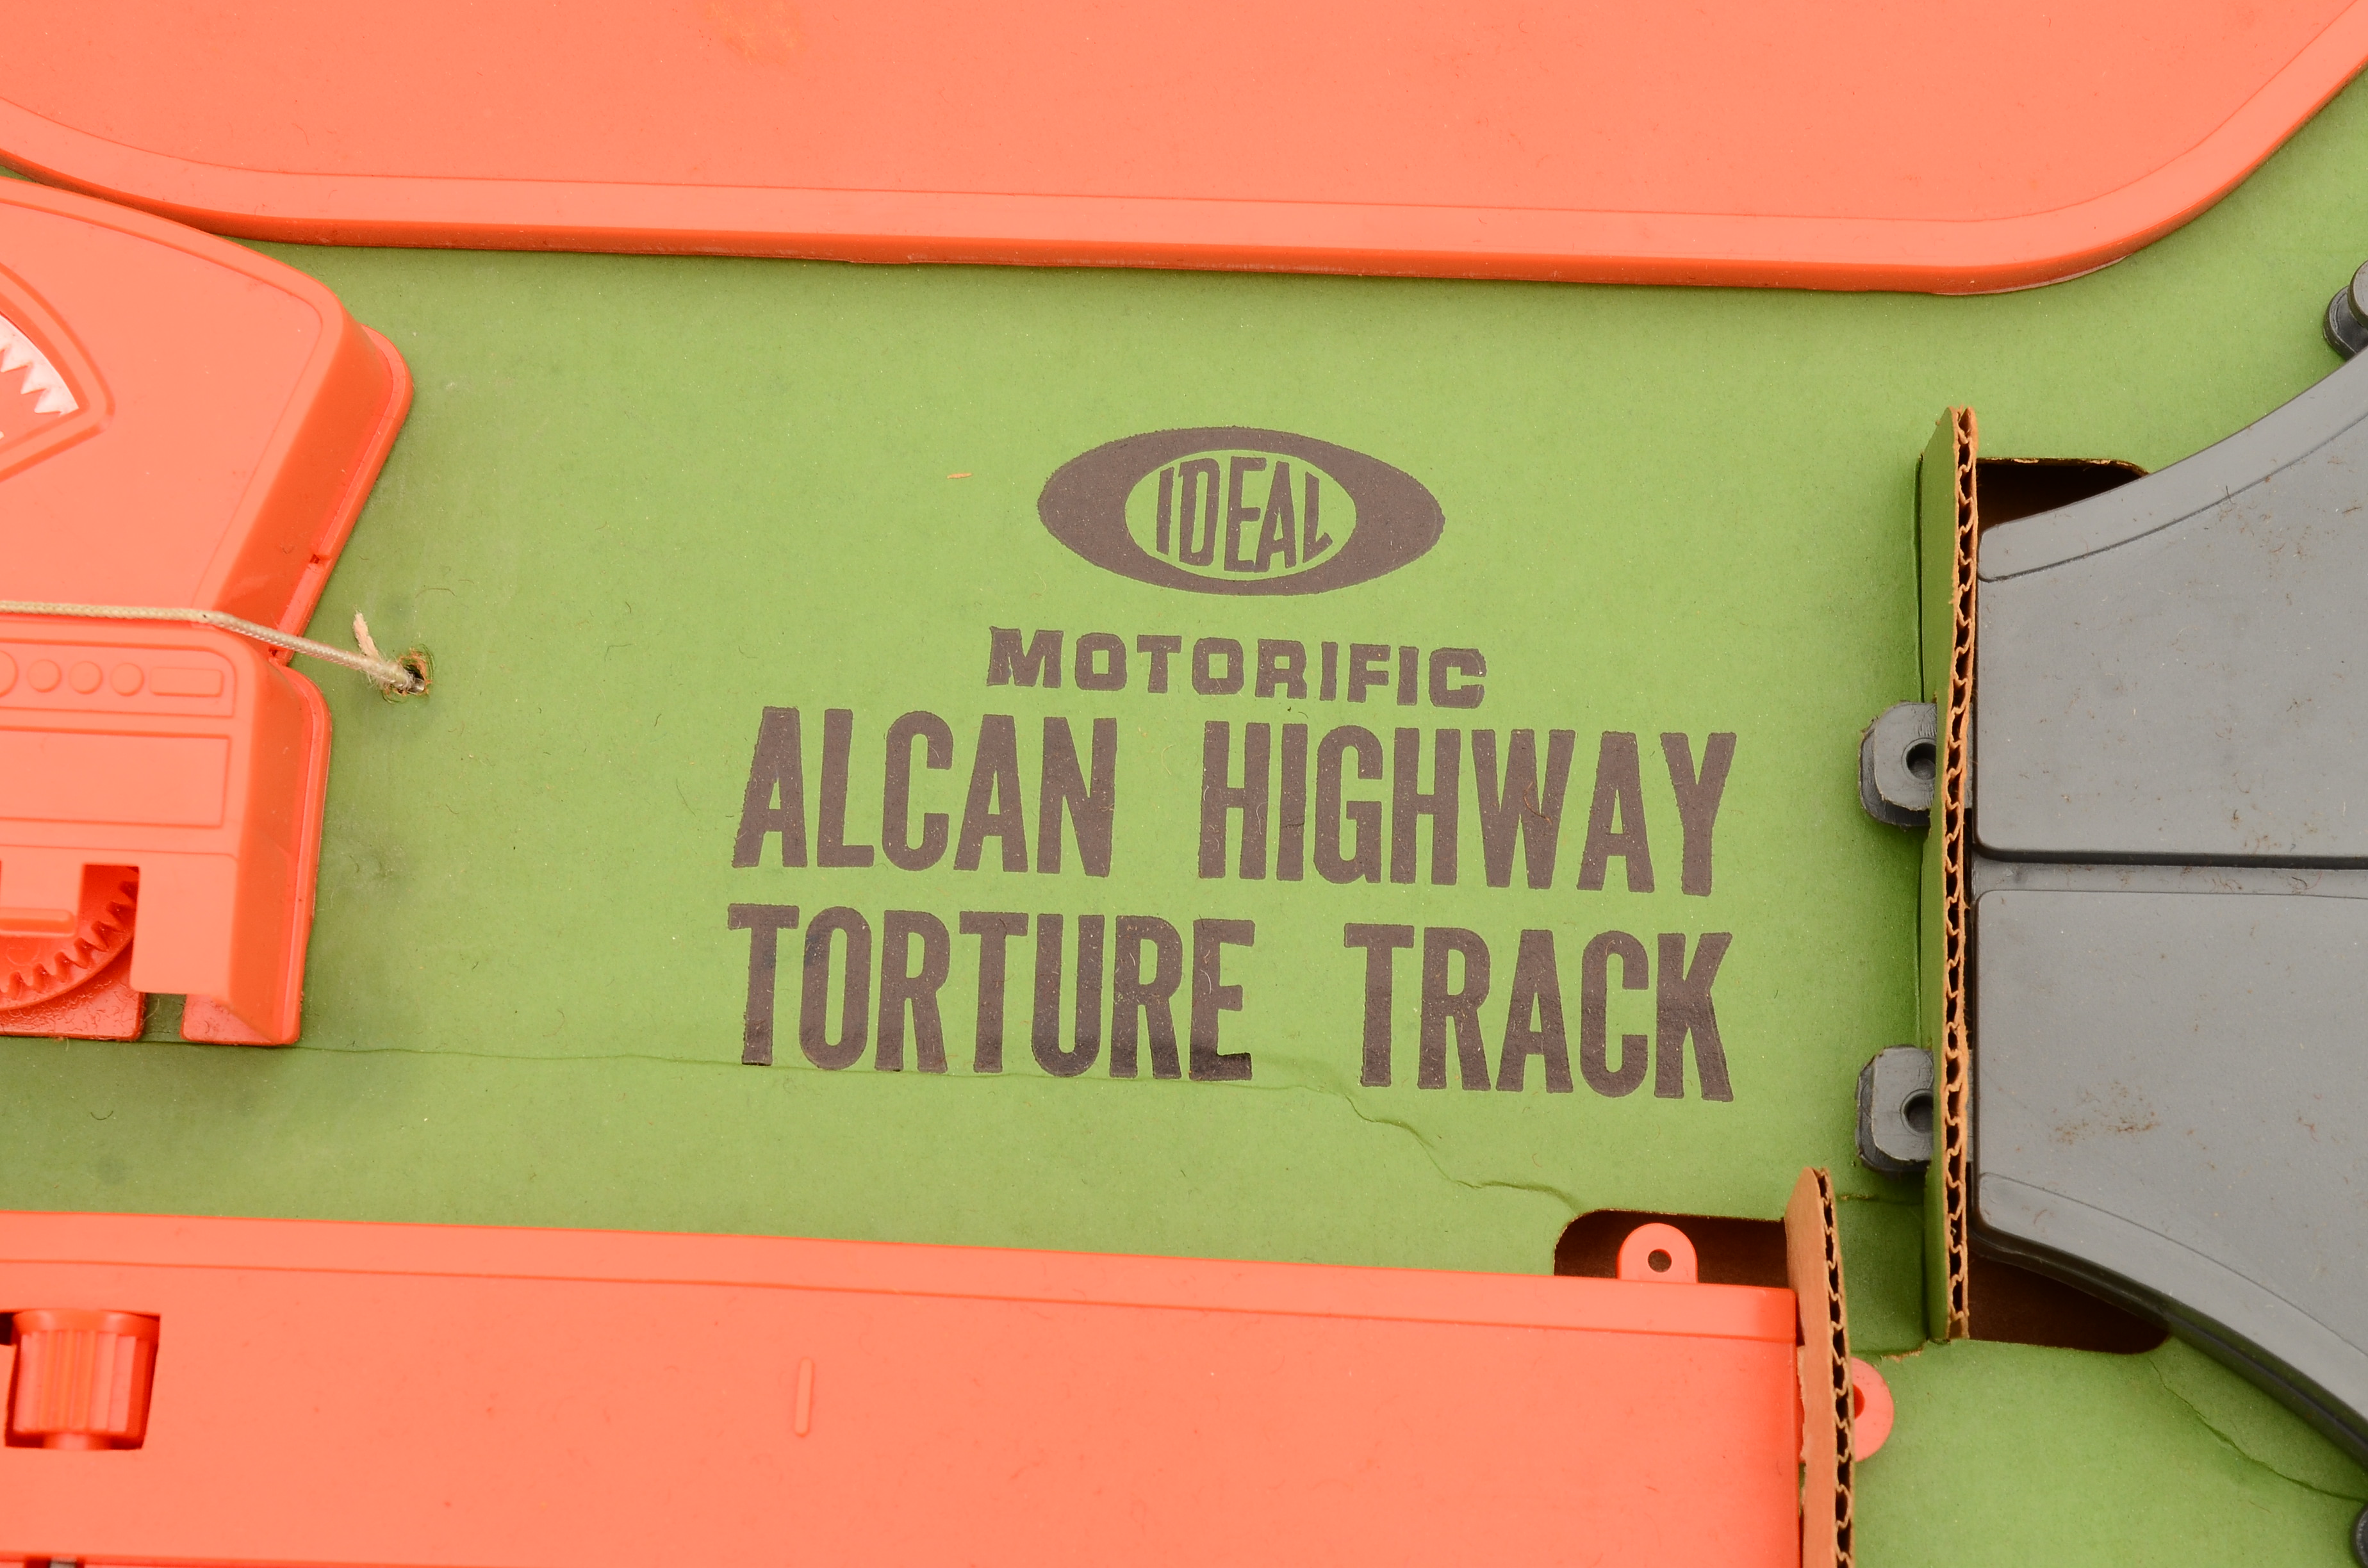 IDEAL
MOTORIFIC
ALCAN HIGHWAY
TORTURE TRACK